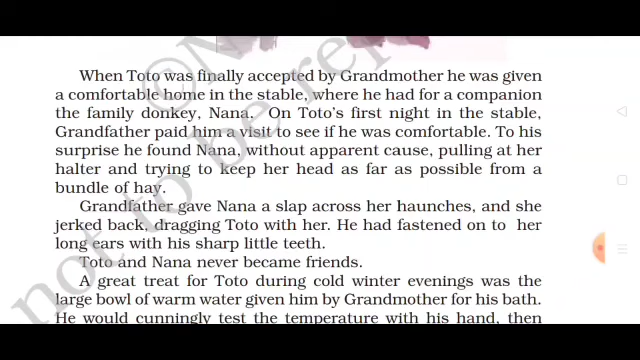 When Toto was finally accepted by Grandmother he was given
a comfortable home in the stable, where he had for a companion
the family donkey, Nana. On Toto's first night in the stable,
Grandfather paid him a visit to see if he was comfortable. To his
surprise he found Nana, without apparent cause, pulling at her
halter and trying to keep her head as far as possible from a
bundle of hay.
Grandfather gave Nana a slap across her haunches, and she
jerked back, dragging Toto with her. He had fastened on to her
long ears with his sharp little teeth.
Toto and Nana never became friends.
A great treat for Toto during cold winter evenings was the
large bowl of warm water given him by Grandmother for his bath.
He would cunningly test the temperature with his hand, then
©N
not to be re